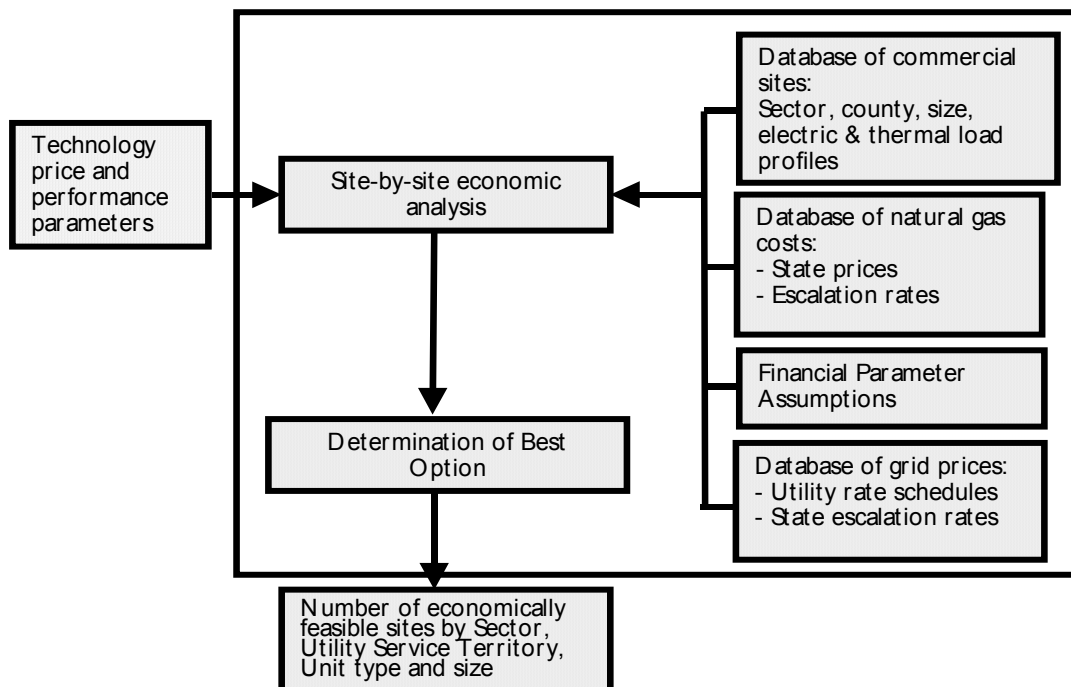 Technology
price and
performance
parameters
Site-by-site economic
analysis
Determination of Best
Option
Number of economically
feasible sites by Sector,
Utility Service Territory,
Unit type and size
Database of commercial
sites:
Sector, county, size,
electric & thermal load
profiles
Database of natural gas
costs:
- State prices
- Escalation rates
Financial Parameter
Assumptions
Database of grid prices:
- Utility rate schedules
- State escalation rates